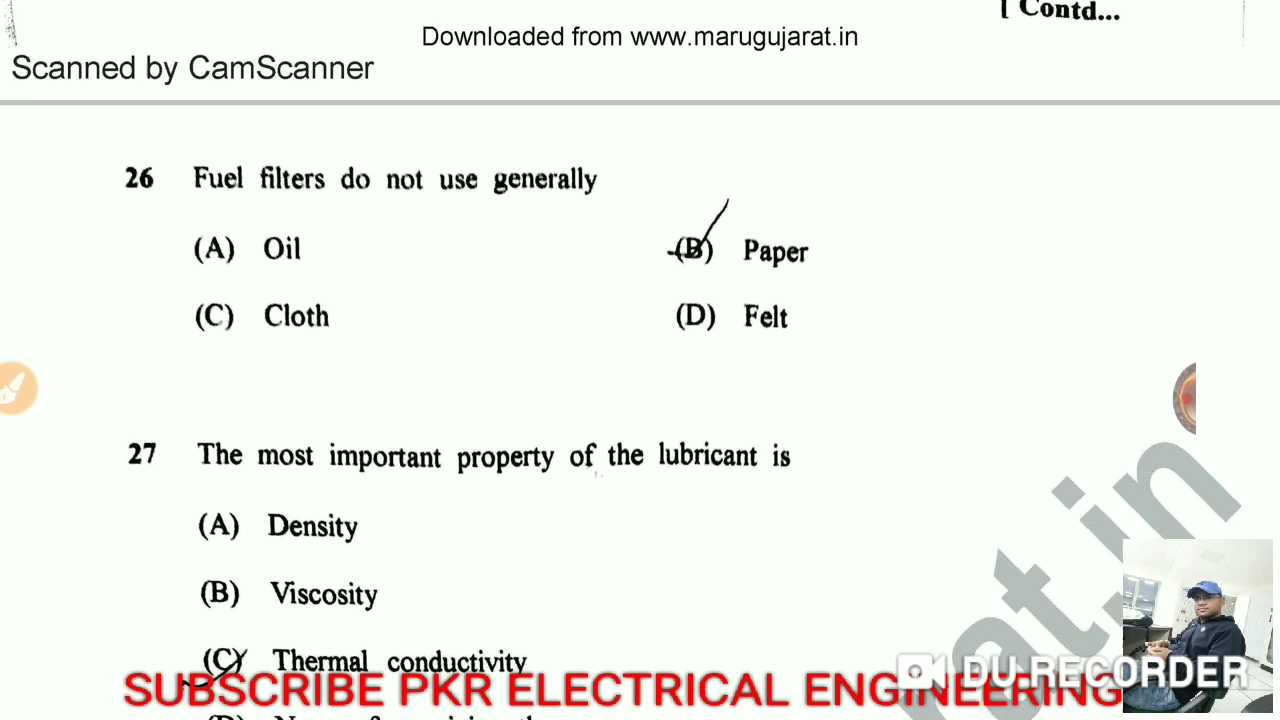 [ Contd...
Downloaded from www.marugujarat.in
Scanned by CamScanner
26 Fuel filters do not use generally
(A) Oil (B) Paper
(C) Cloth (D) Felt
27 The most important property of the lubricant is
(A) Density
(B) Viscosity
(C) Thermal conductivity
rat.in
DU RECORDER
SUBSCRIBE PKR ELECTRICAL ENGINEERING